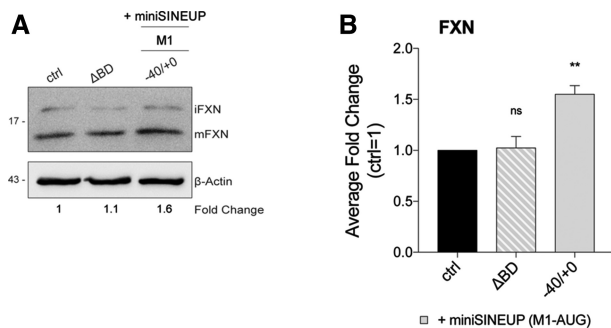 A
+ miniSINEUP
M1
ctrl
ΔBD
-40/+0
17 -
iFXN
mFXN
43 -
β-Actin
1 1.1 1.6 Fold Change
B
FXN
Average Fold Change
(ctrl=1)
2.0
1.5
1.0
0.5
0.0
ns
**
ctrl
ΔBD
-40/+0
+ miniSINEUP (M1-AUG)